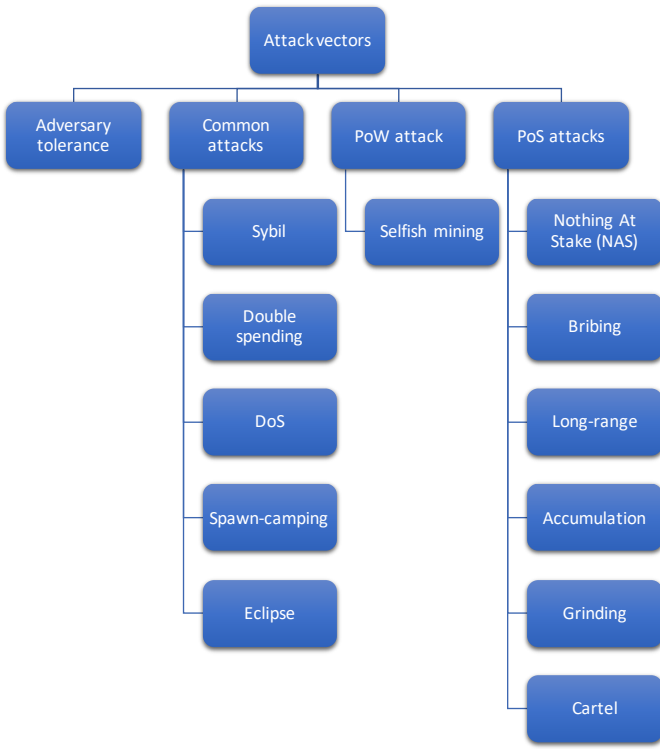 Attack vectors
Adversary
tolerance
Common
attacks
PoW attack
PoS attacks
Sybil
Double
spending
DoS
Spawn-camping
Eclipse
Selfish mining
Nothing At
Stake (NAS)
Bribing
Long-range
Accumulation
Grinding
Cartel